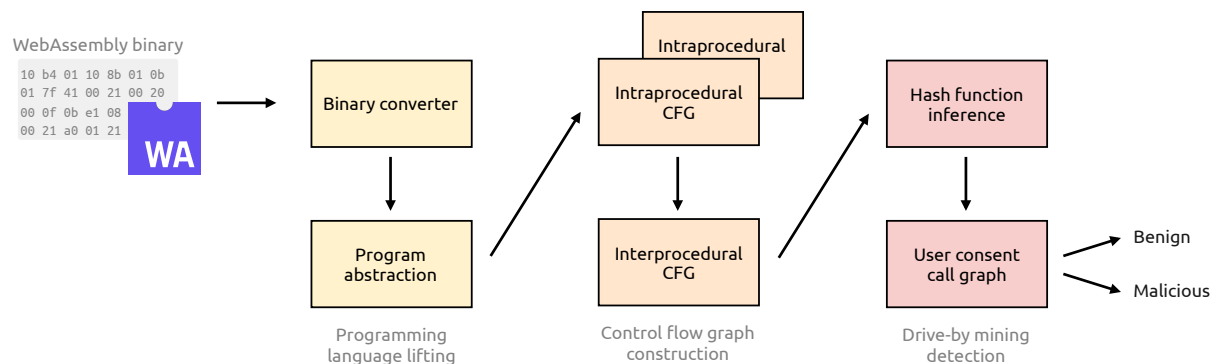 WebAssembly binary
10 b4 01 10 8b 01 0b
01 7f 41 00 21 00 20
00 0f 0b e1 08
00 21 a0 01 21
WA
Binary converter
Program
abstraction
Programming
language lifting
Intraprocedural
Intraprocedural
CFG
Interprocedural
CFG
Control flow graph
construction
Hash function
inference
User consent
call graph
Drive-by mining
detection
Benign
Malicious